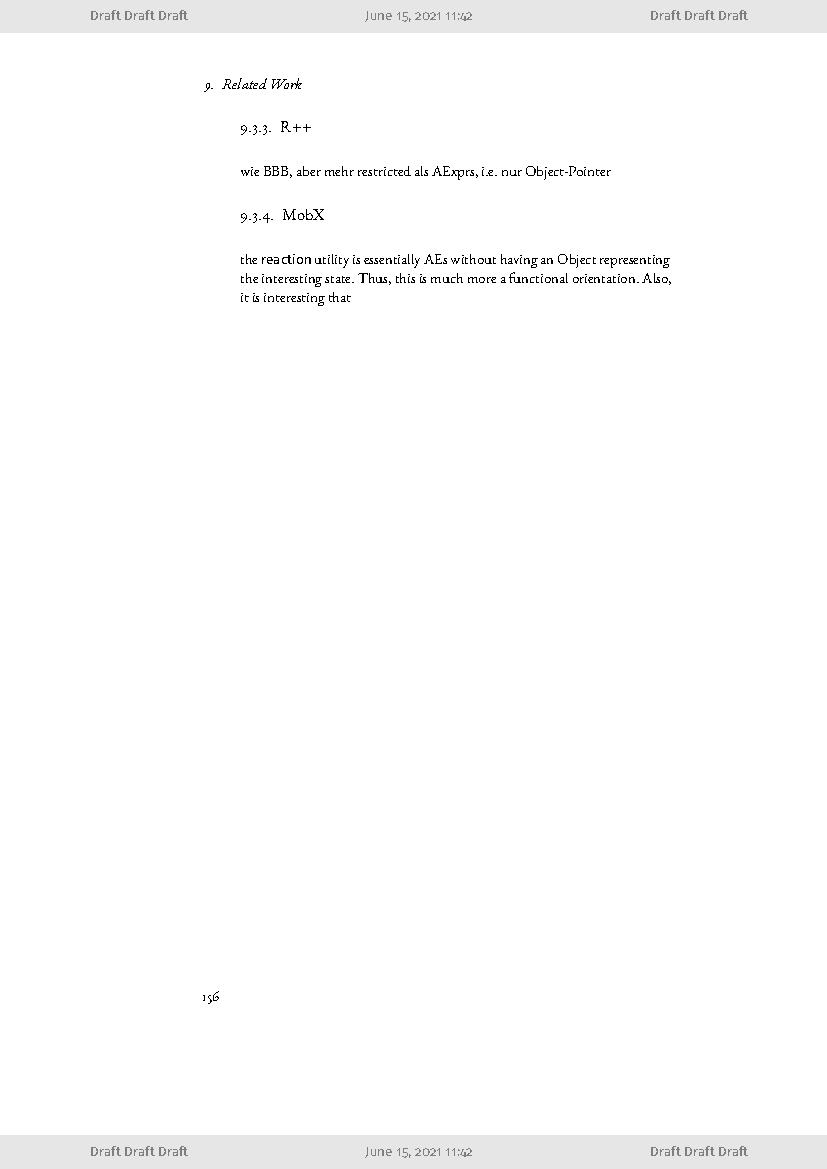 Draft Draft Draft June 15, 2021 11:42 Draft Draft Draft
9. Related Work
9.3.3. R++
wie BBB, aber mehr restricted als AExprs, i.e. nur Object-Pointer
9.3.4. MobX
the reaction utility is essentially AEs without having an Object representing
the interesting state. Thus, this is much more a functional orientation. Also,
it is interesting that
156
Draft Draft Draft June 15, 2021 11:42 Draft Draft Draft